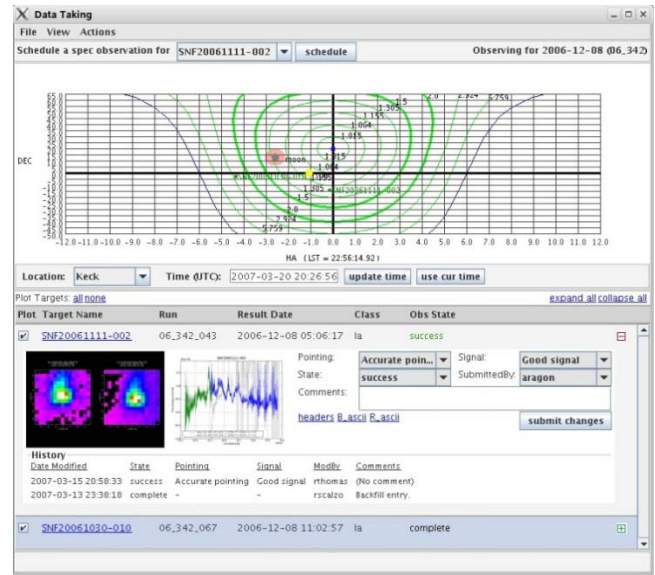 Data Taking
File View Actions
Schedule a spec observation for SNF20061111-002 schedule Observing for 2006-12-08 (06_342)
DEC
moon
-12.0 -11.0 -10.0 -9.0 -8.0 -7.0 -6.0 -5.0 -4.0 -3.0 -2.0 -1.0 0.0 1.0 2.0 3.0 4.0 5.0 6.0 7.0 8.0 9.0 10.0 11.0 12.0
HA (LST = 22:56:14.92)
Location: Keck Time (UTC): 2007-03-20 20:26:56 update time use cur time
Plot Targets: all none expand all collapse all
Plot Target Name Run Result Date Class Obs State
SNF20061111-002 06_342_043 2006-12-08 05:06:17 Ia success
Pointing: Accurate poin... Signal: Good signal
State: success SubmittedBy: aragon
Comments:
headers B_ascii R_ascii submit changes
History
Date Modified State Pointing Signal ModBy Comments
2007-03-15 20:58:33 success Accurate pointing Good signal rthomas (No comment)
2007-03-13 23:38:18 complete - - rscalzo Backfill entry.
SNF20061030-010 06_342_067 2006-12-08 11:02:57 Ia complete